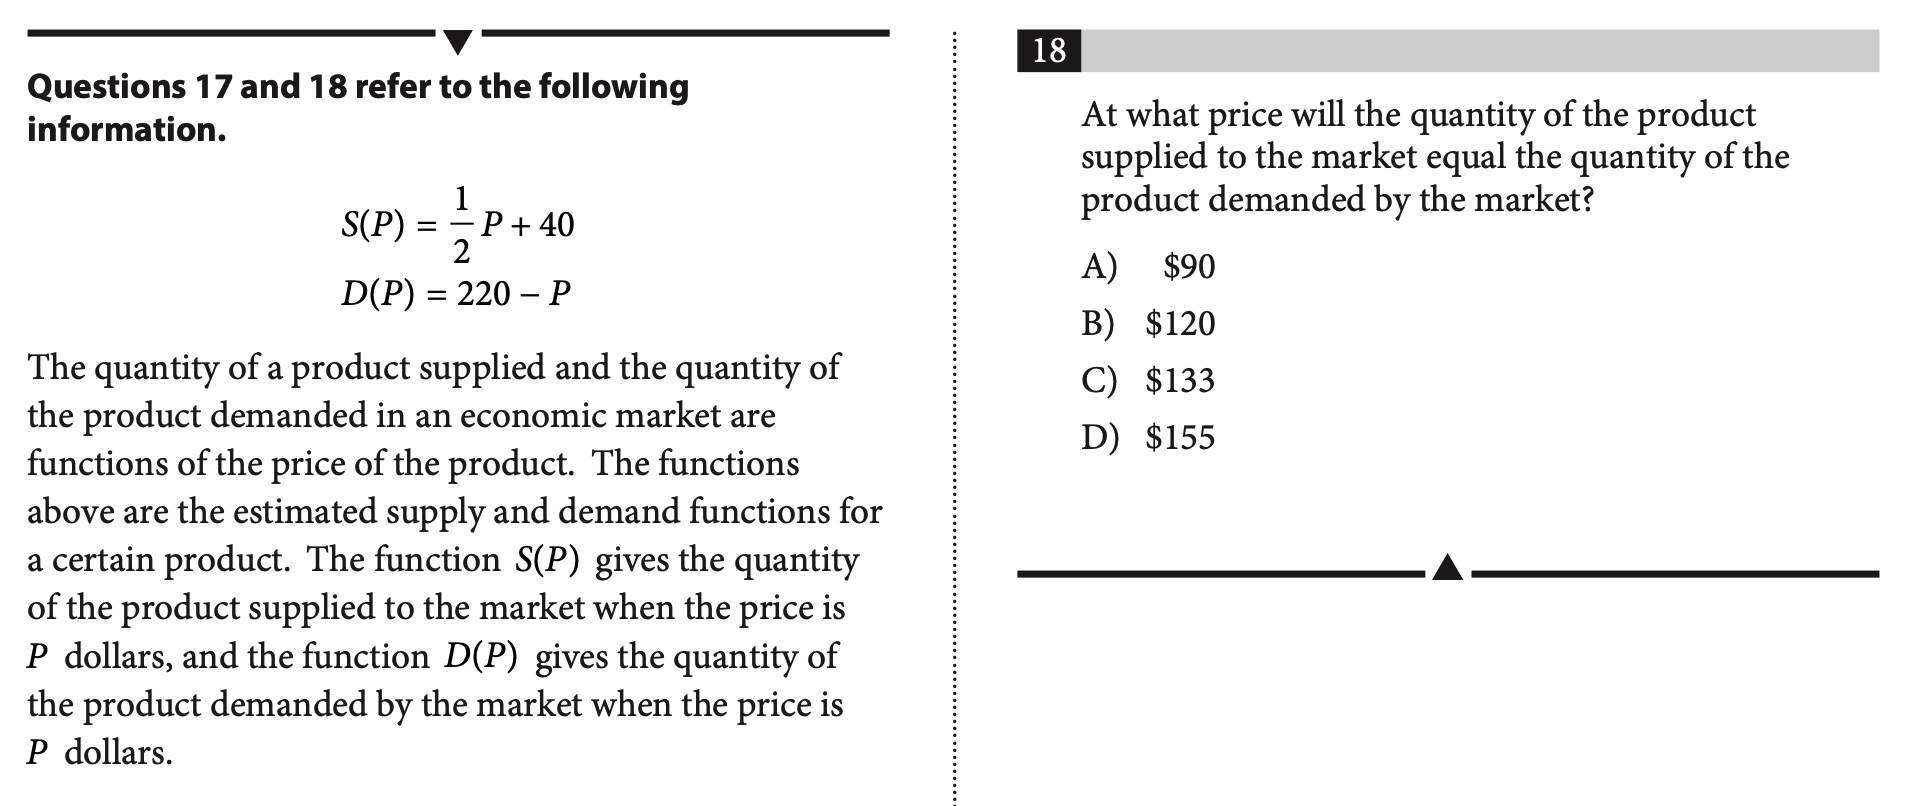 Questions 17 and 18 refer to the following
information.
S(P) = 1/2 P + 40
D(P) = 220 – P
The quantity of a product supplied and the quantity of
the product demanded in an economic market are
functions of the price of the product. The functions
above are the estimated supply and demand functions for
a certain product. The function S(P) gives the quantity
of the product supplied to the market when the price is
P dollars, and the function D(P) gives the quantity of
the product demanded by the market when the price is
P dollars.
18
At what price will the quantity of the product
supplied to the market equal the quantity of the
product demanded by the market?
A) $90
B) $120
C) $133
D) $155